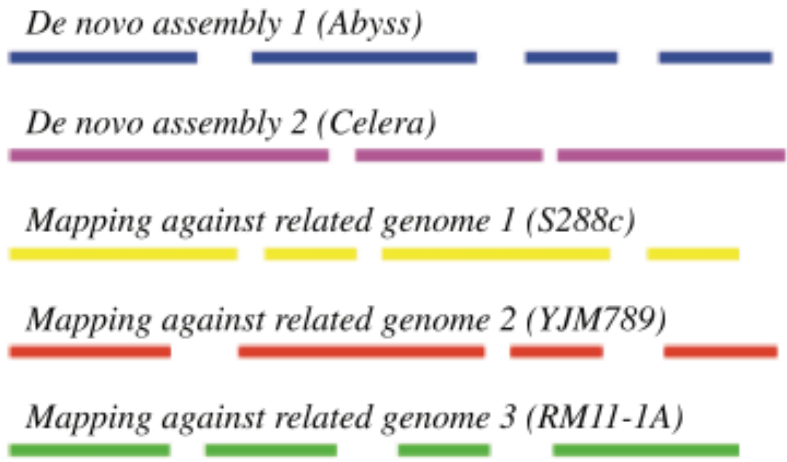 De novo assembly 1 (Abyss)
De novo assembly 2 (Celera)
Mapping against related genome 1 (S288c)
Mapping against related genome 2 (YJM789)
Mapping against related genome 3 (RM11-1A)